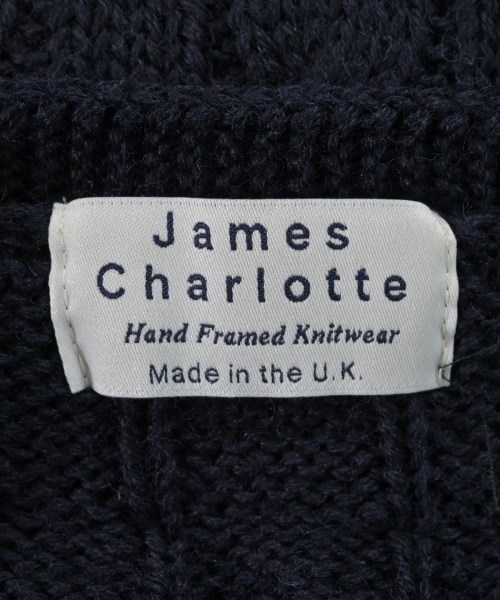 James
Charlotte
Hand Framed Knitwear
Made in the U.K.